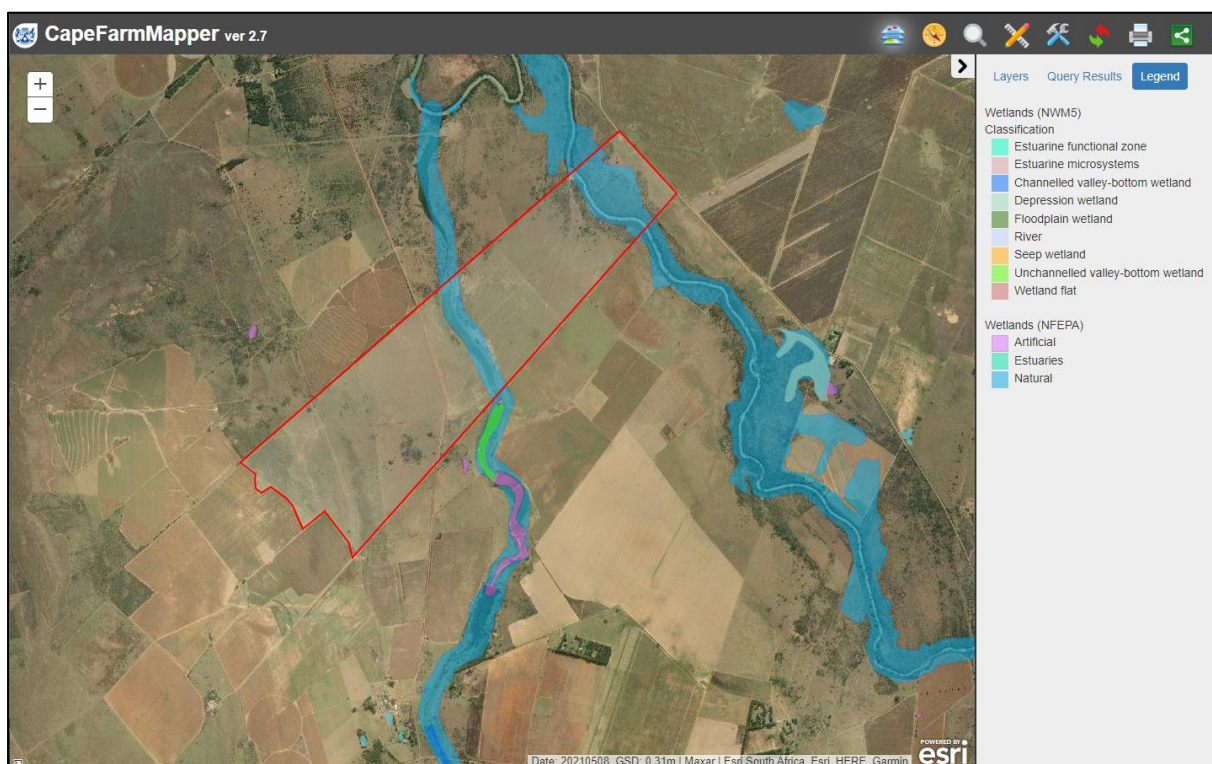 CapeFarmMapper ver 2.7
+
−
Layers Query Results Legend
Wetlands (NWM5)
Classification
Estuarine functional zone
Estuarine microsystems
Channelled valley-bottom wetland
Depression wetland
Floodplain wetland
River
Seep wetland
Unchannelled valley-bottom wetland
Wetland flat
Wetlands (NFEPA)
Artificial
Estuaries
Natural
Date: 20210508, GSD: 0.31m | Maxar | Esri South Africa, Esri, HERE, Garmin
POWERED BY
esri